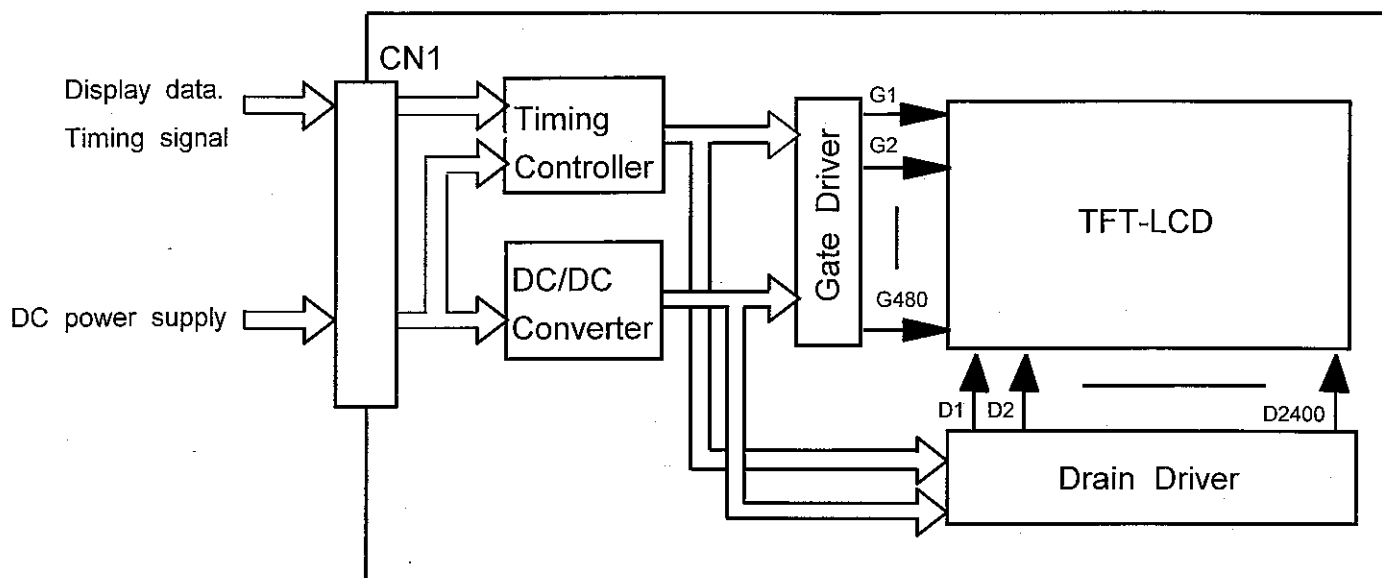 CN1
Display data.
Timing signal
DC power supply
Timing
Controller
DC/DC
Converter
Gate Driver
G1
G2
G480
TFT-LCD
D1
D2
D2400
Drain Driver